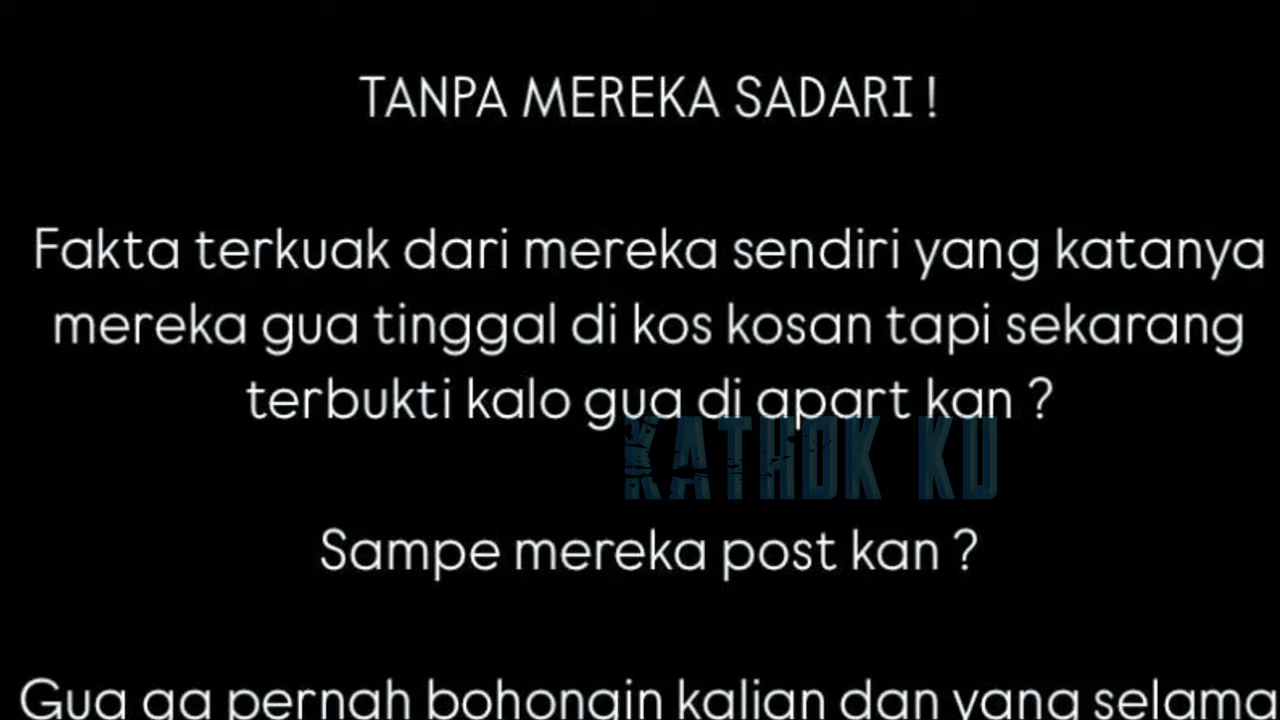 TANPA MEREKA SADARI !
Fakta terkuak dari mereka sendiri yang katanya
mereka gua tinggal di kos kosan tapi sekarang
terbukti kalo gua di apart kan ?
KATHOK KU
Sampe mereka post kan ?
Gua ga pernah bohongin kalian dan yang selama